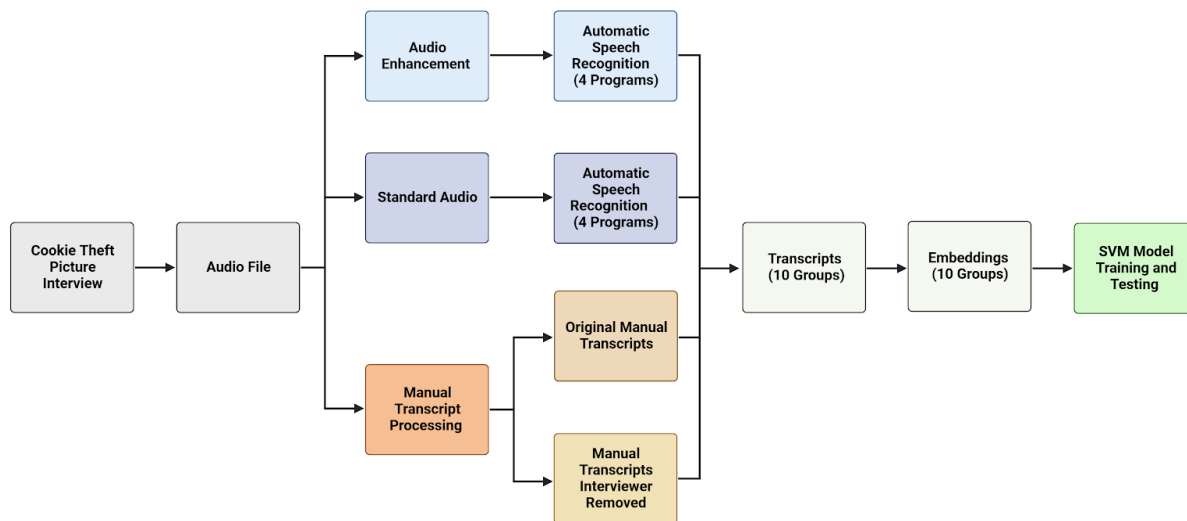 Cookie Theft
Picture
Interview
Audio File
Audio
Enhancement
Automatic
Speech
Recognition
(4 Programs)
Standard Audio
Automatic
Speech
Recognition
(4 Programs)
Manual
Transcript
Processing
Original Manual
Transcripts
Manual
Transcripts
Interviewer
Removed
Transcripts
(10 Groups)
Embeddings
(10 Groups)
SVM Model
Training and
Testing